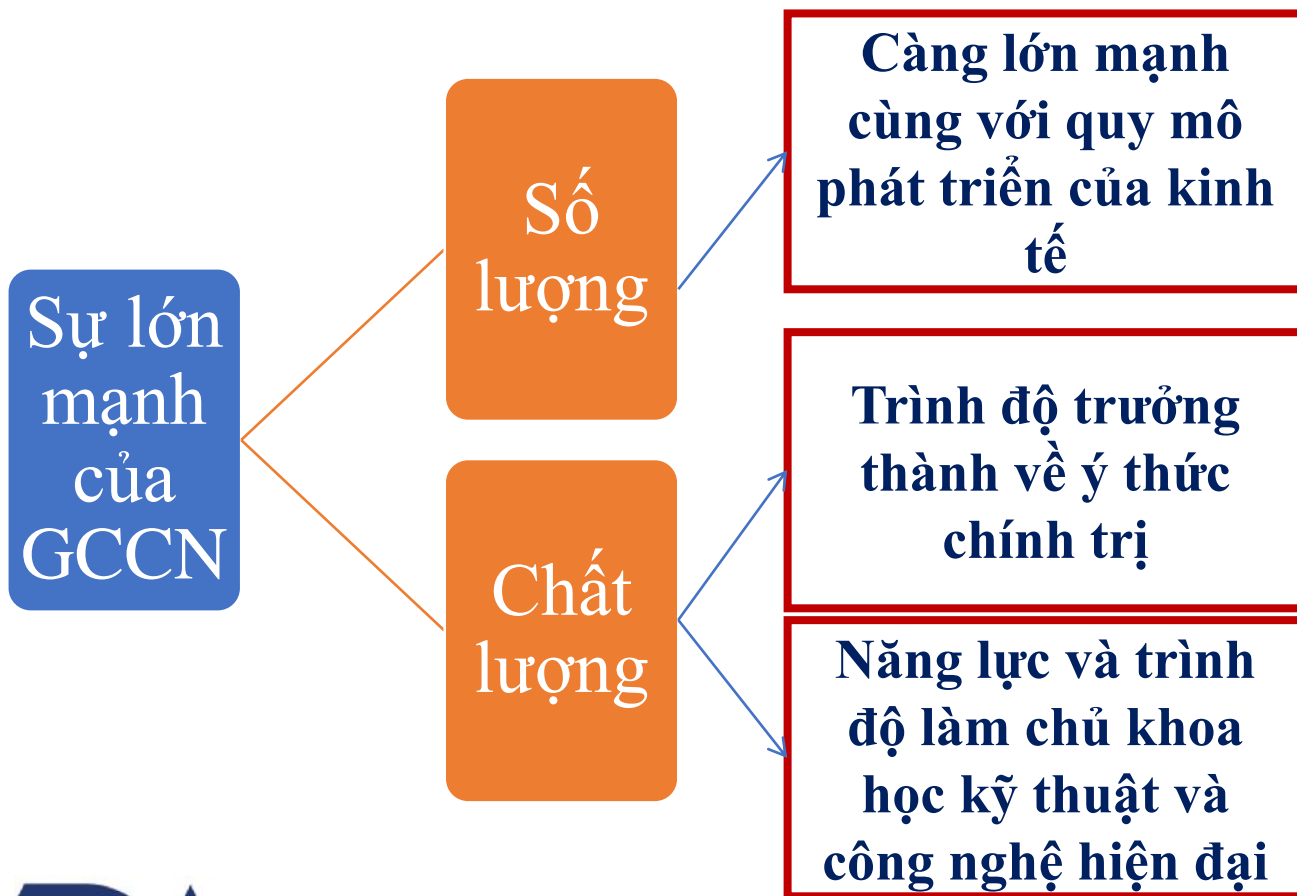 Sự lớn
mạnh
của
GCCN
Số
lượng
Càng lớn mạnh
cùng với quy mô
phát triển của kinh
tế
Chất
lượng
Trình độ trưởng
thành về ý thức
chính trị
Năng lực và trình
độ làm chủ khoa
học kỹ thuật và
công nghệ hiện đại